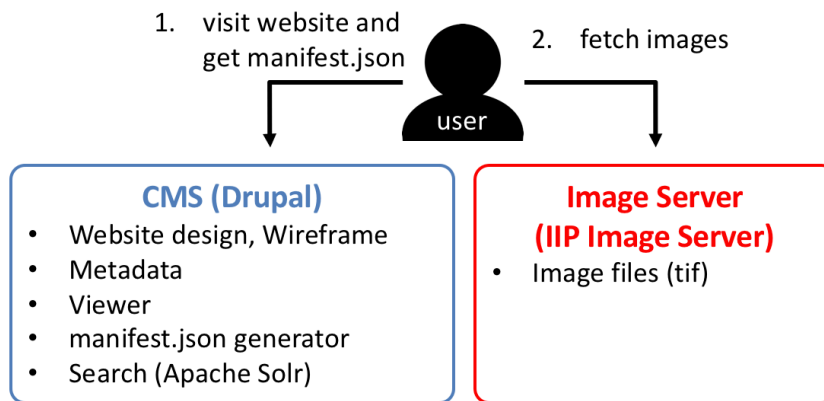 1. visit website and
get manifest.json
2. fetch images
user
CMS (Drupal)
• Website design, Wireframe
• Metadata
• Viewer
• manifest.json generator
• Search (Apache Solr)
Image Server
(IIP Image Server)
• Image files (tif)